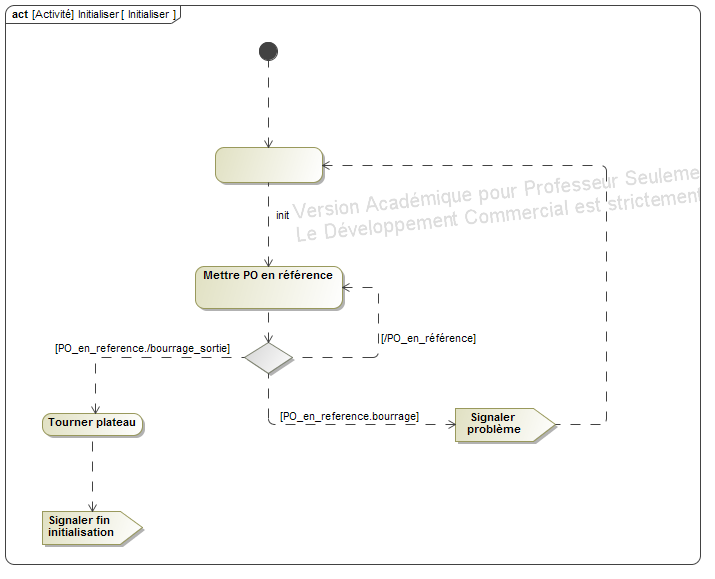 act [Activité] Initialiser [ Initialiser ]
Version Académique pour Professeur Seuleme
Le Développement Commercial est strictement
init
Mettre PO en référence
[/PO_en_référence]
[PO_en_reference./bourrage_sortie]
[PO_en_reference.bourrage]
Tourner plateau
Signaler
problème
Signaler fin
initialisation